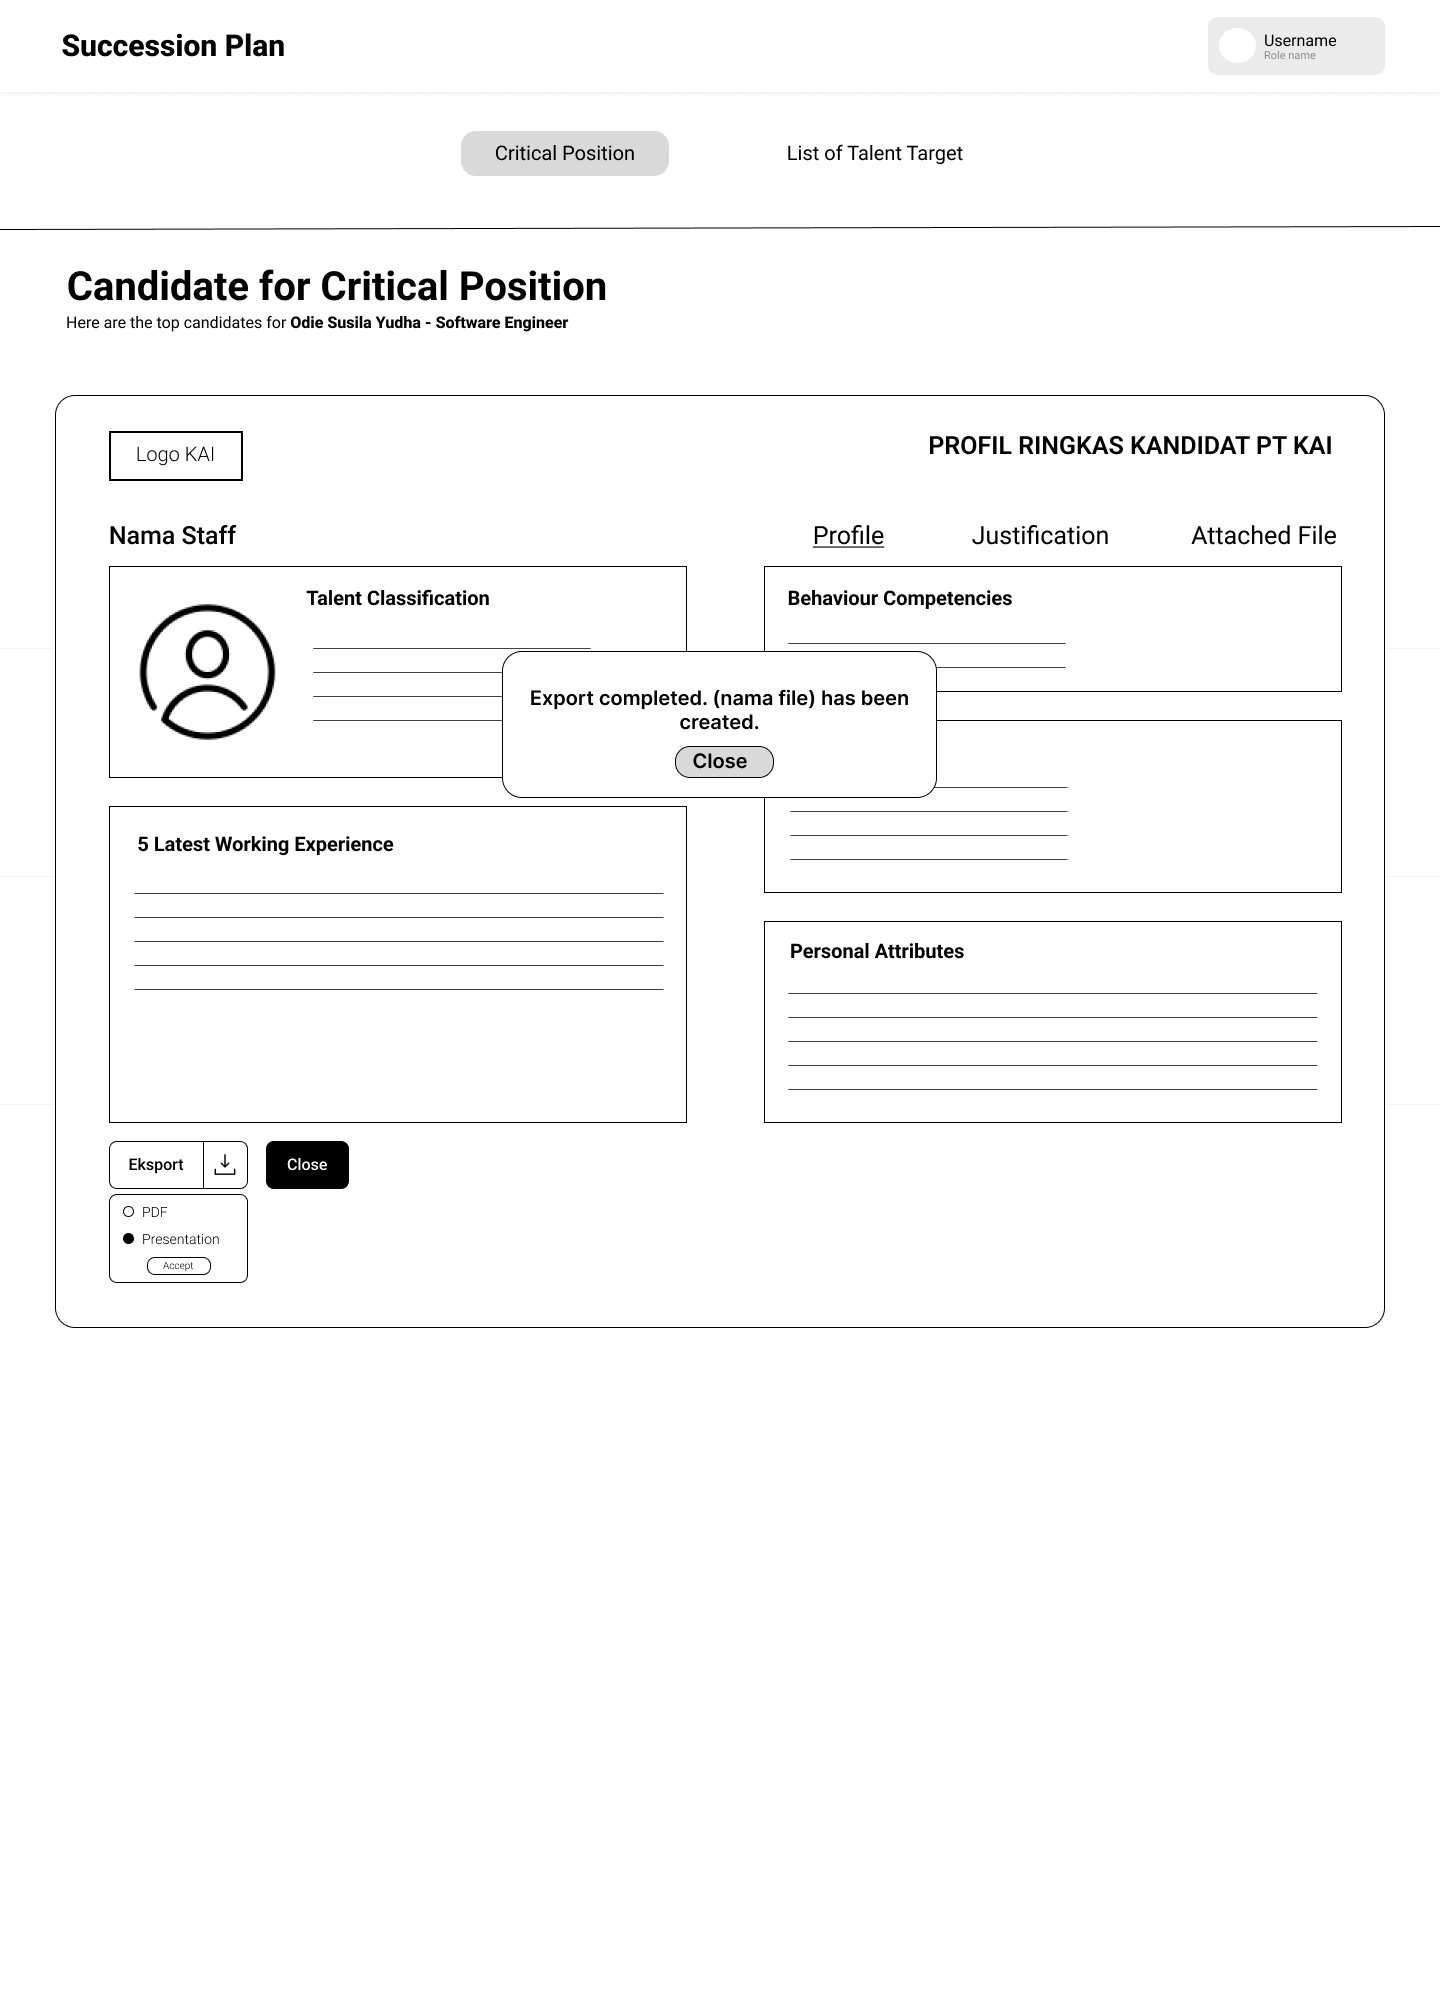 Succession Plan
Username
Role name
Critical Position
List of Talent Target
Candidate for Critical Position
Here are the top candidates for Odie Susila Yudha - Software Engineer
Logo KAI
PROFIL RINGKAS KANDIDAT PT KAI
Nama Staff
Profile
Justification
Attached File
Talent Classification
Behaviour Competencies
Export completed. (nama file) has been
created.
Close
5 Latest Working Experience
Personal Attributes
Eksport
Close
PDF
Presentation
Accept